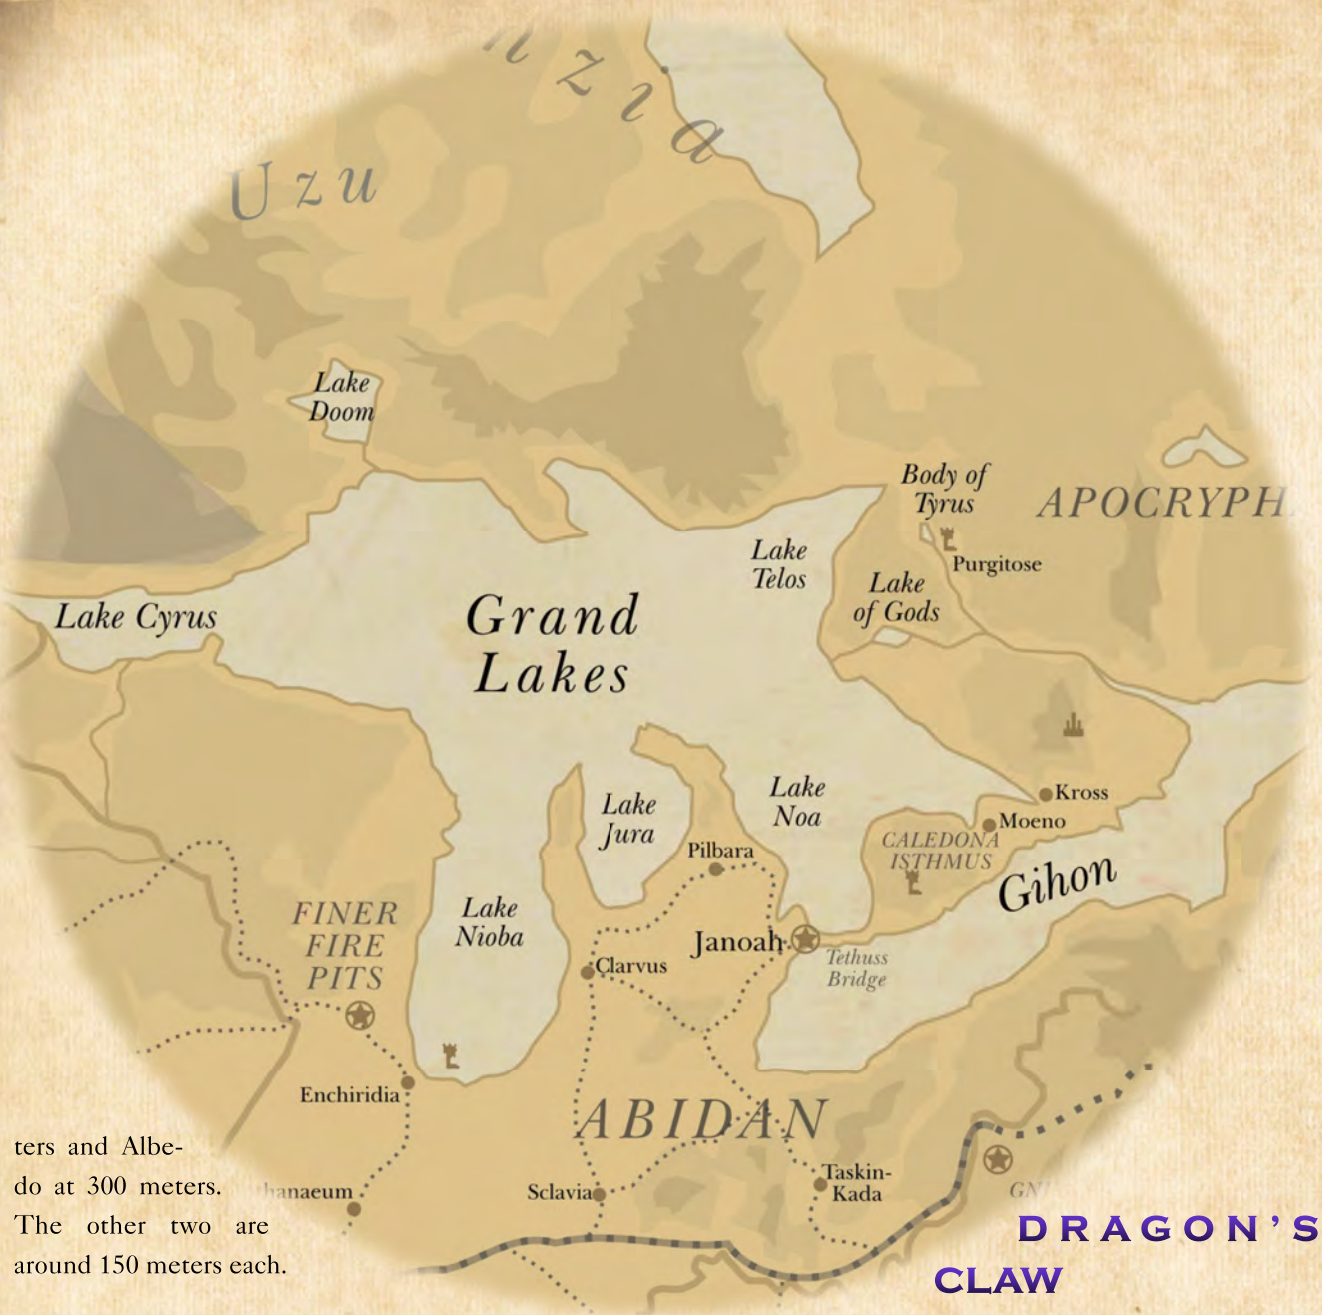 nzia
Uzu
Lake
Doom
Body of
Tyrus
APOCRYPH
Purgitose
Lake
Telos
Lake
of Gods
Lake Cyrus
Grand
Lakes
Kross
Moeno
Lake
Noa
Lake
Jura
CALEDONA
ISTHMUS
Pilbara
Gihon
Lake
Nioba
FINER
FIRE
PITS
Janoah
Tethuss
Bridge
Clarvus
Enchiridia
ABIDAN
ters and Albe-
do at 300 meters.
The other two are
around 150 meters each.
hanaeum
Sclavia
Taskin-
Kada
GN
DRAGON'S
CLAW